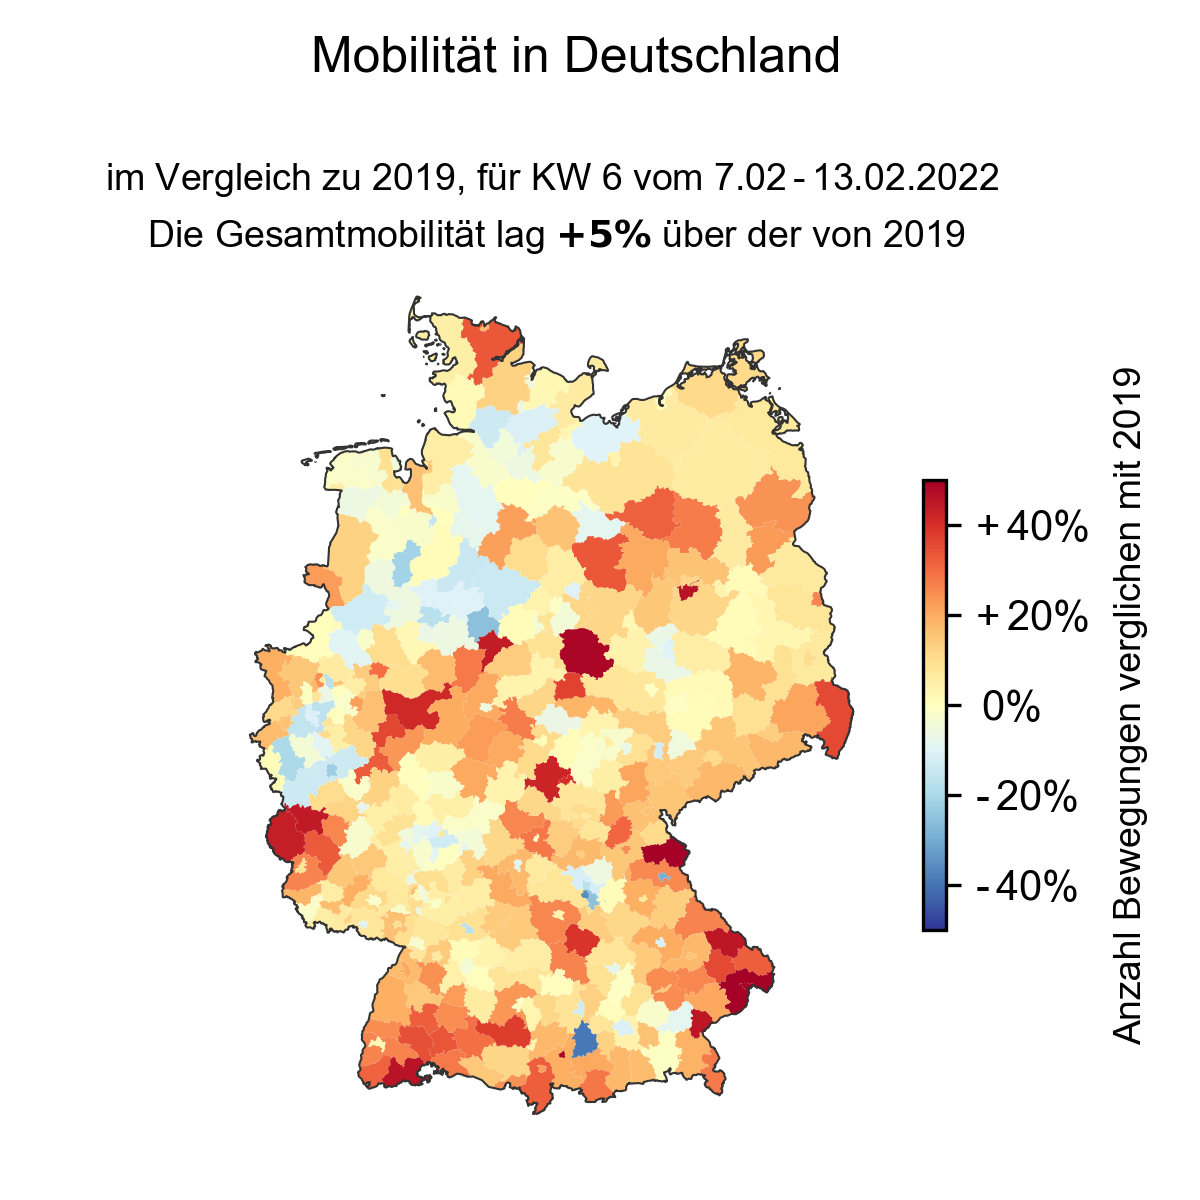 Mobilität in Deutschland
im Vergleich zu 2019, für KW 6 vom 7.02 - 13.02.2022
Die Gesamtmobilität lag +5% über der von 2019
+40%
+20%
0%
-20%
-40%
Anzahl Bewegungen verglichen mit 2019